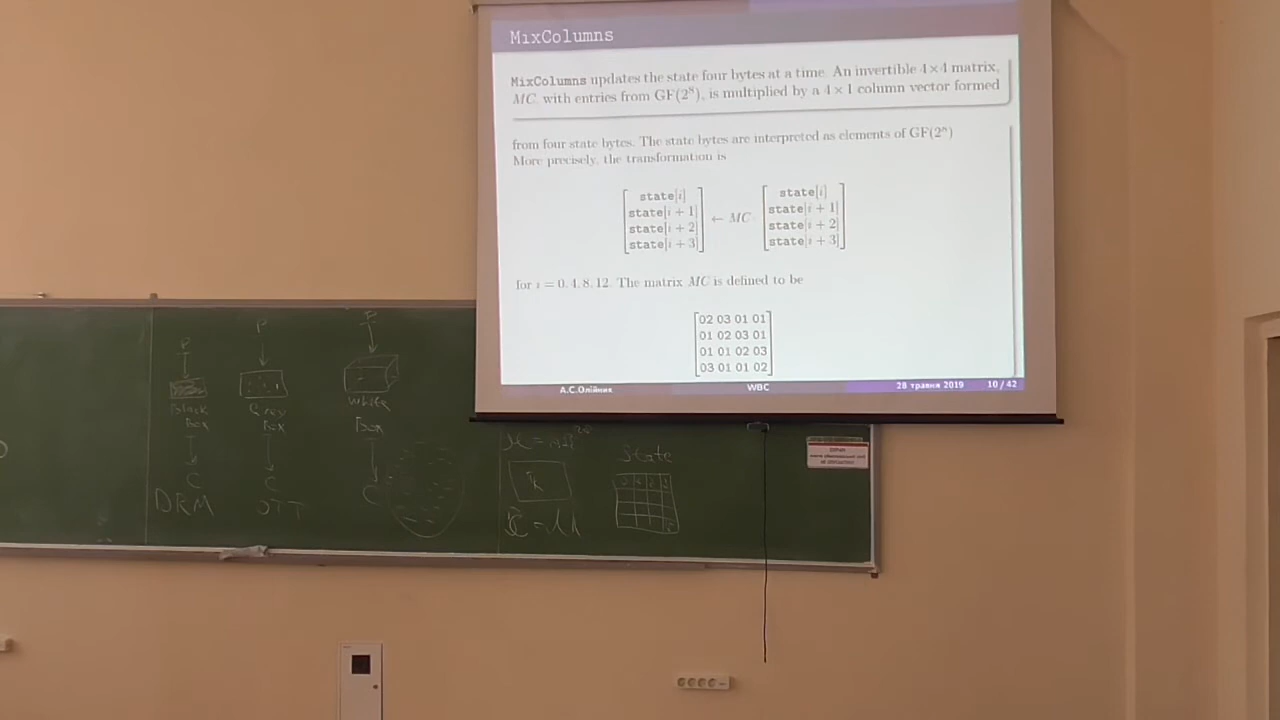 MixColumns
MixColumns updates the state four bytes at a time. An invertible 4×4 matrix,
MC with entries from GF(2⁸), is multiplied by a 4 × 1 column vector formed
from four state bytes. The state bytes are interpreted as elements of GF(2⁸)
More precisely, the transformation is
state[i] state[i]
state[i + 1] state[i + 1]
← MC
state[i + 2] state[i + 2]
state[i + 3] state[i + 3]
for i = 0, 4, 8, 12. The matrix MC is defined to be
02 03 01 01
01 02 03 01
01 01 02 03
03 01 01 02
А.С.Олійник WBC 28 травня 2019 10 / 42
P P P
Black Grey White
Box Box Box
C C C
DRM OTT
k
State